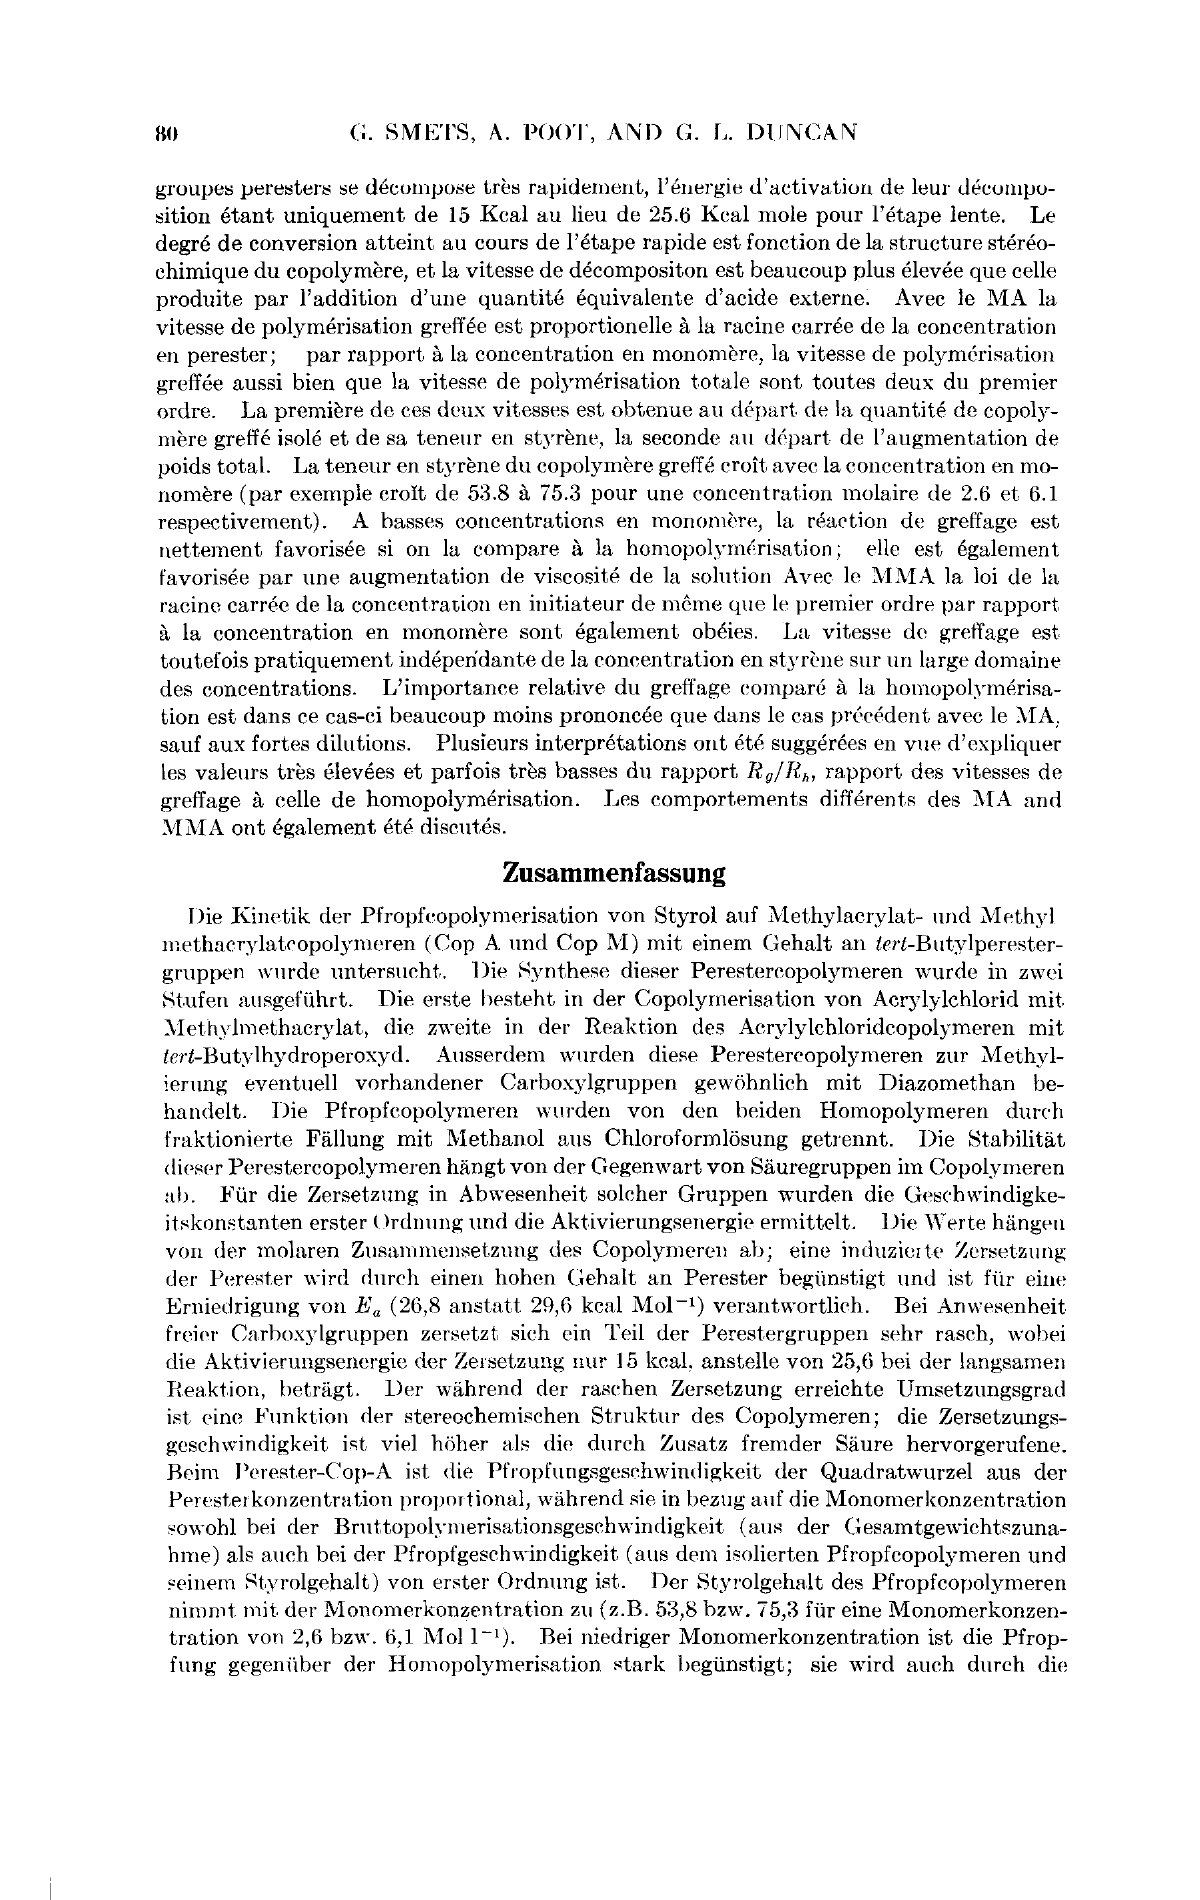 80 G. SMETS, A. POOT, AND G. L. DUNCAN
groupes peresters se décompose très rapidement, l'énergie d'activation de leur décompo-
sition étant uniquement de 15 Kcal au lieu de 25.6 Kcal mole pour l'étape lente. Le
degré de conversion atteint au cours de l'étape rapide est fonction de la structure stéréo-
chimique du copolymère, et la vitesse de décompositon est beaucoup plus élevée que celle
produite par l'addition d'une quantité équivalente d'acide externe. Avec le MA la
vitesse de polymérisation greffée est proportionelle à la racine carrée de la concentration
en perester; par rapport à la concentration en monomère, la vitesse de polymérisation
greffée aussi bien que la vitesse de polymérisation totale sont toutes deux du premier
ordre. La première de ces deux vitesses est obtenue au départ de la quantité de copoly-
mère greffé isolé et de sa teneur en styrène, la seconde au départ de l'augmentation de
poids total. La teneur en styrène du copolymère greffé croît avec la concentration en mo-
nomère (par exemple croît de 53.8 à 75.3 pour une concentration molaire de 2.6 et 6.1
respectivement). A basses concentrations en monomère, la réaction de greffage est
nettement favorisée si on la compare à la homopolymérisation; elle est également
favorisée par une augmentation de viscosité de la solution Avec le MMA la loi de la
racine carrée de la concentration en initiateur de même que le premier ordre par rapport
à la concentration en monomère sont également obéies. La vitesse de greffage est
toutefois pratiquement indépendante de la concentration en styrène sur un large domaine
des concentrations. L'importance relative du greffage comparé à la homopolymérisa-
tion est dans ce cas-ci beaucoup moins prononcée que dans le cas précédent avec le MA,
sauf aux fortes dilutions. Plusieurs interprétations ont été suggérées en vue d'expliquer
les valeurs très élevées et parfois très basses du rapport R_g/R_h, rapport des vitesses de
greffage à celle de homopolymérisation. Les comportements différents des MA and
MMA ont également été discutés.
Zusammenfassung
Die Kinetik der Pfropfcopolymerisation von Styrol auf Methylacrylat- und Methyl
methacrylatcopolymeren (Cop A und Cop M) mit einem Gehalt an tert-Butylperester-
gruppen wurde untersucht. Die Synthese dieser Perestercopolymeren wurde in zwei
Stufen ausgeführt. Die erste besteht in der Copolymerisation von Acrylylchlorid mit
Methylmethacrylat, die zweite in der Reaktion des Acrylylchloridcopolymeren mit
tert-Butylhydroperoxyd. Ausserdem wurden diese Perestercopolymeren zur Methyl-
ierung eventuell vorhandener Carboxylgruppen gewöhnlich mit Diazomethan be-
handelt. Die Pfropfcopolymeren wurden von den beiden Homopolymeren durch
fraktionierte Fällung mit Methanol aus Chloroformlösung getrennt. Die Stabilität
dieser Perestercopolymeren hängt von der Gegenwart von Säuregruppen im Copolymeren
ab. Für die Zersetzung in Abwesenheit solcher Gruppen wurden die Geschwindigke-
itskonstanten erster Ordnung und die Aktivierungsenergie ermittelt. Die Werte hängen
von der molaren Zusammensetzung des Copolymeren ab; eine induzierte Zersetzung
der Perester wird durch einen hohen Gehalt an Perester begünstigt und ist für eine
Erniedrigung von E_a (26,8 anstatt 29,6 kcal Mol⁻¹) verantwortlich. Bei Anwesenheit
freier Carboxylgruppen zersetzt sich ein Teil der Perestergruppen sehr rasch, wobei
die Aktivierungsenergie der Zersetzung nur 15 kcal, anstelle von 25,6 bei der langsamen
Reaktion, beträgt. Der während der raschen Zersetzung erreichte Umsetzungsgrad
ist eine Funktion der stereochemischen Struktur des Copolymeren; die Zersetzungs-
geschwindigkeit ist viel höher als die durch Zusatz fremder Säure hervorgerufene.
Beim Perester-Cop-A ist die Pfropfungsgeschwindigkeit der Quadratwurzel aus der
Peresterkonzentration proportional, während sie in bezug auf die Monomerkonzentration
sowohl bei der Bruttopolymerisationsgeschwindigkeit (aus der Gesamtgewichtszuna-
hme) als auch bei der Pfropfgeschwindigkeit (aus dem isolierten Pfropfcopolymeren und
seinem Styrolgehalt) von erster Ordnung ist. Der Styrolgehalt des Pfropfcopolymeren
nimmt mit der Monomerkonzentration zu (z.B. 53,8 bzw. 75,3 für eine Monomerkonzen-
tration von 2,6 bzw. 6,1 Mol l⁻¹). Bei niedriger Monomerkonzentration ist die Pfrop-
fung gegenüber der Homopolymerisation stark begünstigt; sie wird auch durch die